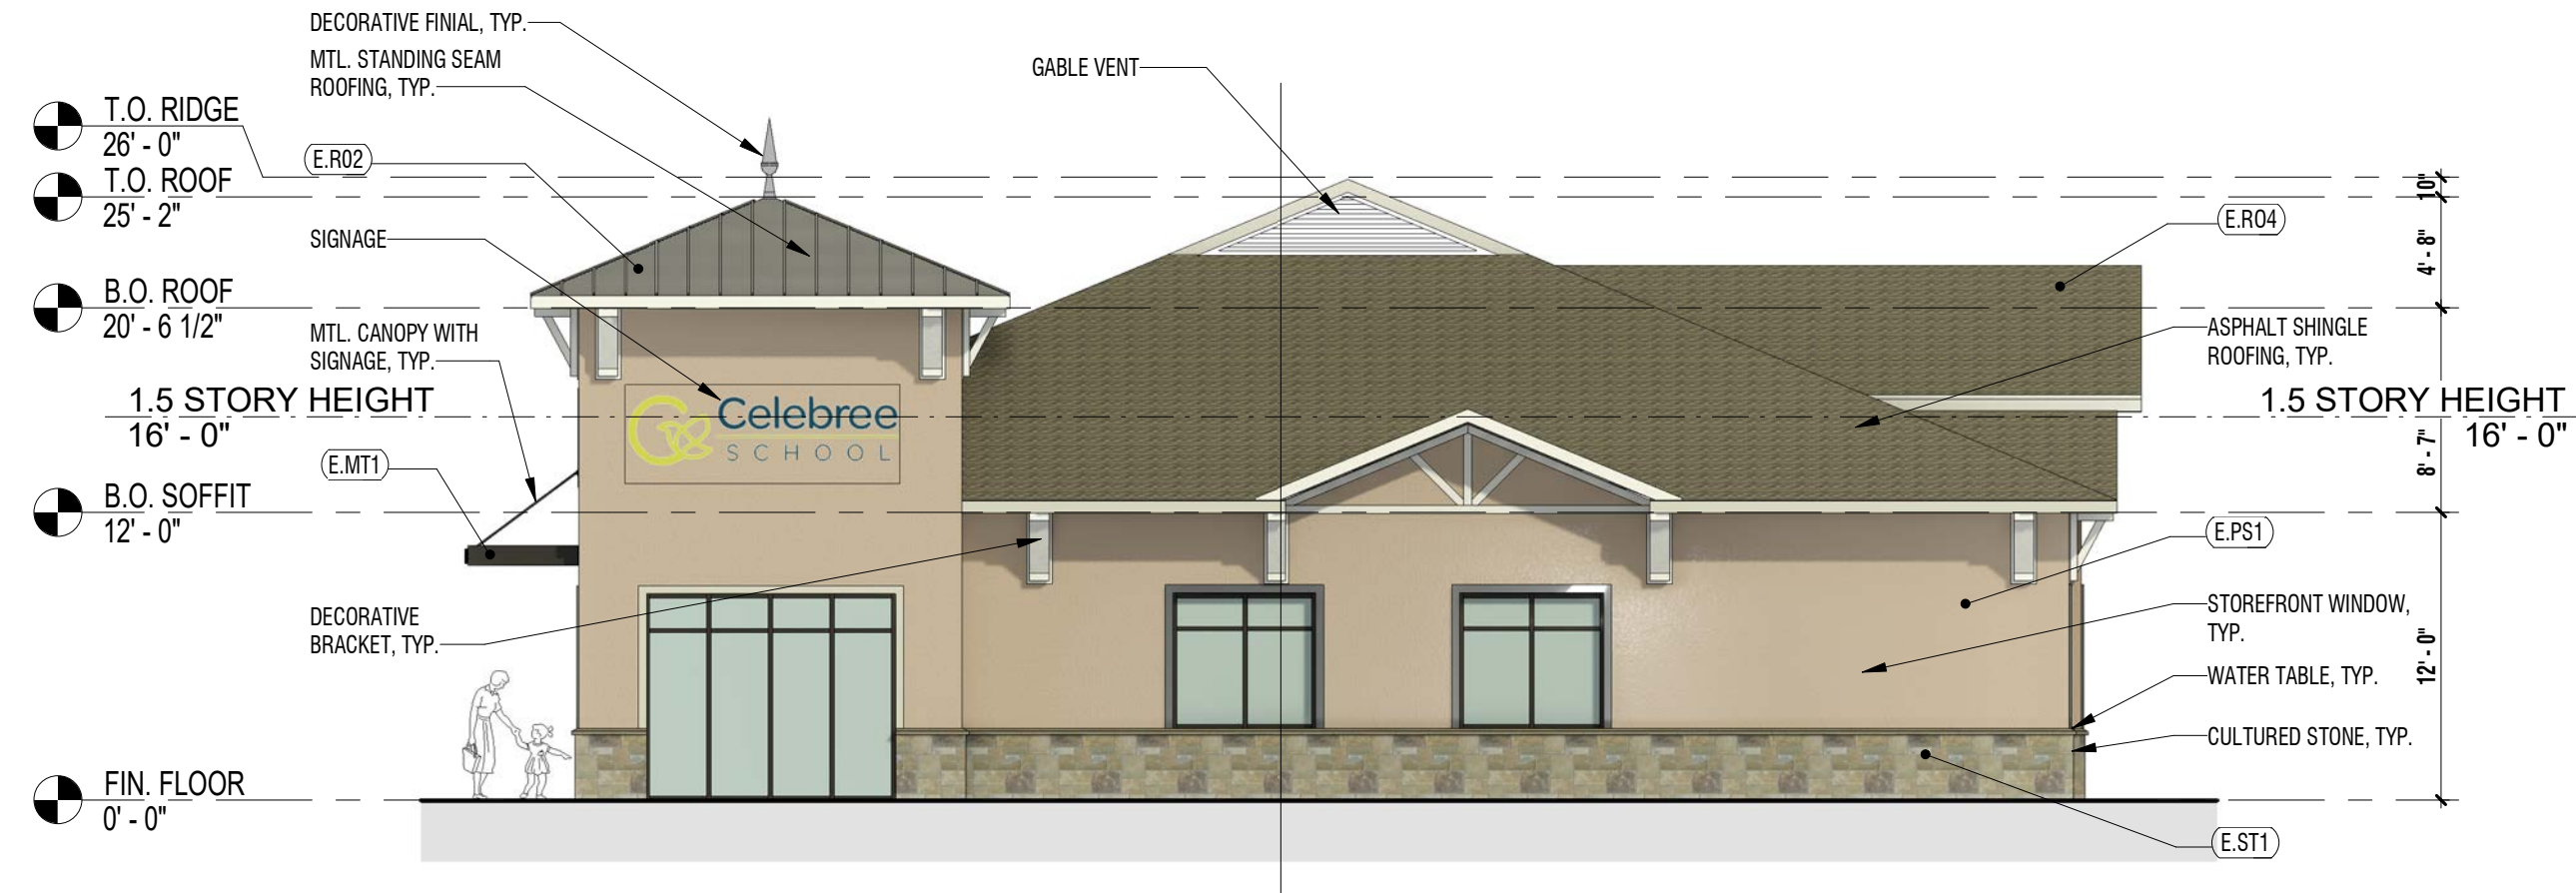 DECORATIVE FINIAL, TYP.
MTL. STANDING SEAM
ROOFING, TYP.
GABLE VENT
T.O. RIDGE
26' - 0"
E.R02
T.O. ROOF
25' - 2"
10"
E.RO4
SIGNAGE
4' - 8"
B.O. ROOF
20' - 6 1/2"
MTL. CANOPY WITH
SIGNAGE, TYP.
ASPHALT SHINGLE
ROOFING, TYP.
1.5 STORY HEIGHT
16' - 0"
Celebree
SCHOOL
1.5 STORY HEIGHT
16' - 0"
E.MT1
8' - 7"
B.O. SOFFIT
12' - 0"
E.PS1
DECORATIVE
BRACKET, TYP.
STOREFRONT WINDOW,
TYP.
12' - 0"
WATER TABLE, TYP.
CULTURED STONE, TYP.
FIN. FLOOR
0' - 0"
E.ST1